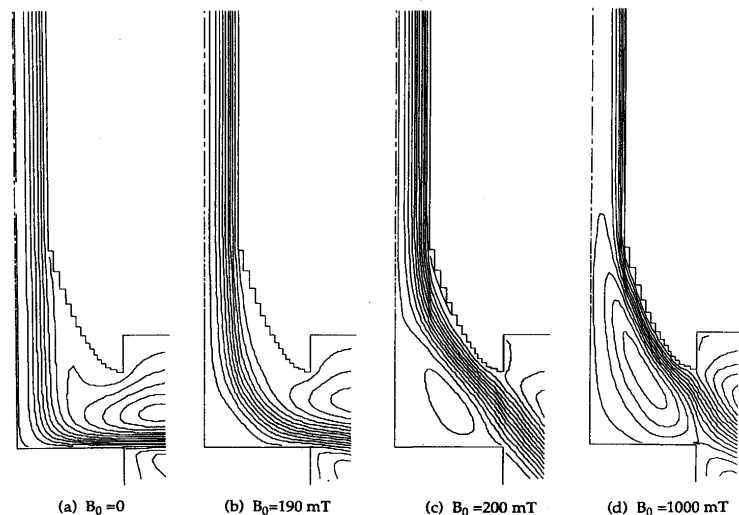 (a) B₀ =0
(b) B₀=190 mT
(c) B₀ =200 mT
(d) B₀ =1000 mT